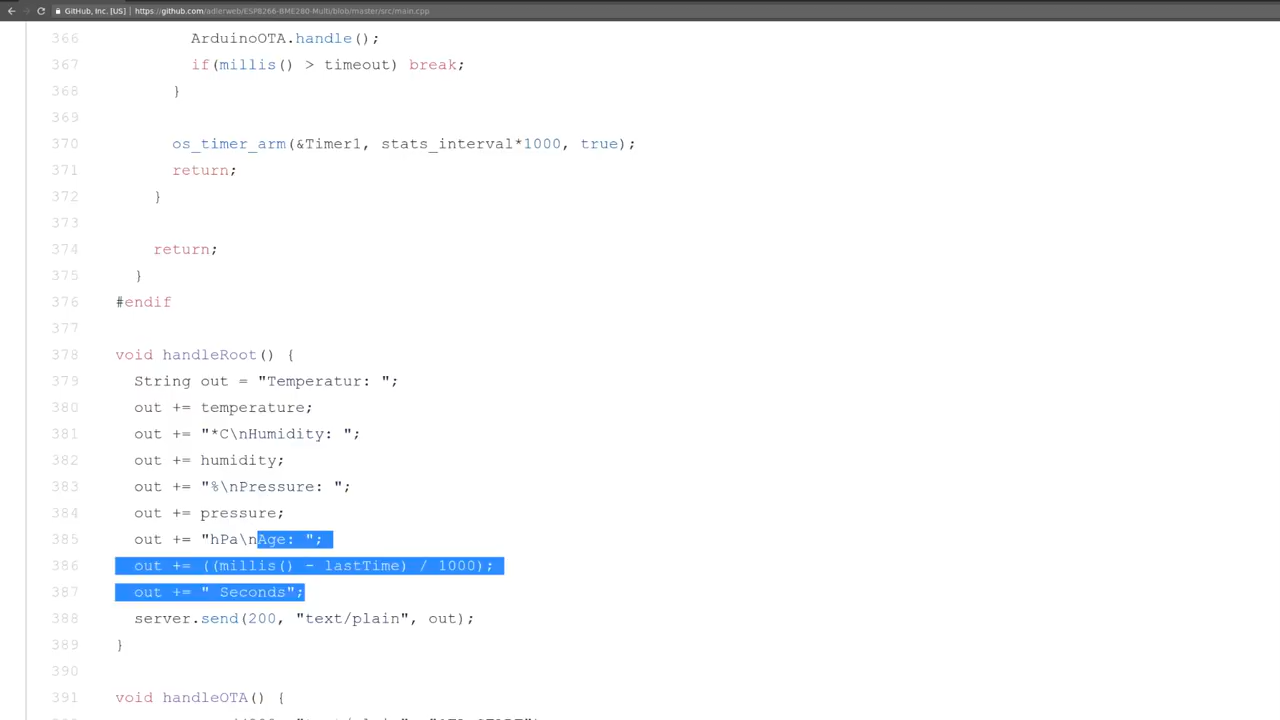 GitHub, Inc. [US] https://github.com/adlerweb/ESP8266-BME280-Multi/blob/master/src/main.cpp
366 ArduinoOTA.handle();
367 if(millis() > timeout) break;
368 }
369
370 os_timer_arm(&Timer1, stats_interval*1000, true);
371 return;
372 }
373
374 return;
375 }
376 #endif
377
378 void handleRoot() {
379 String out = "Temperatur: ";
380 out += temperature;
381 out += "*C\nHumidity: ";
382 out += humidity;
383 out += "%\nPressure: ";
384 out += pressure;
385 out += "hPa\nAge: ";
386 out += ((millis() - lastTime) / 1000);
387 out += " Seconds";
388 server.send(200, "text/plain", out);
389 }
390
391 void handleOTA() {